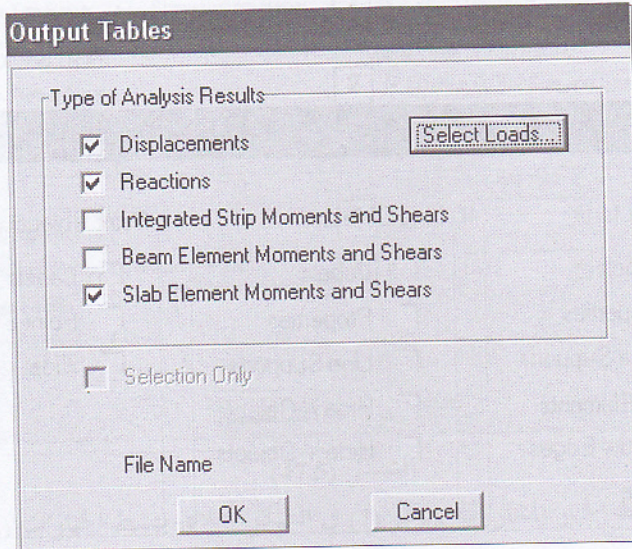 Output Tables
Type of Analysis Results
Displacements
Select Loads...
Reactions
Integrated Strip Moments and Shears
Beam Element Moments and Shears
Slab Element Moments and Shears
Selection Only
File Name
OK
Cancel